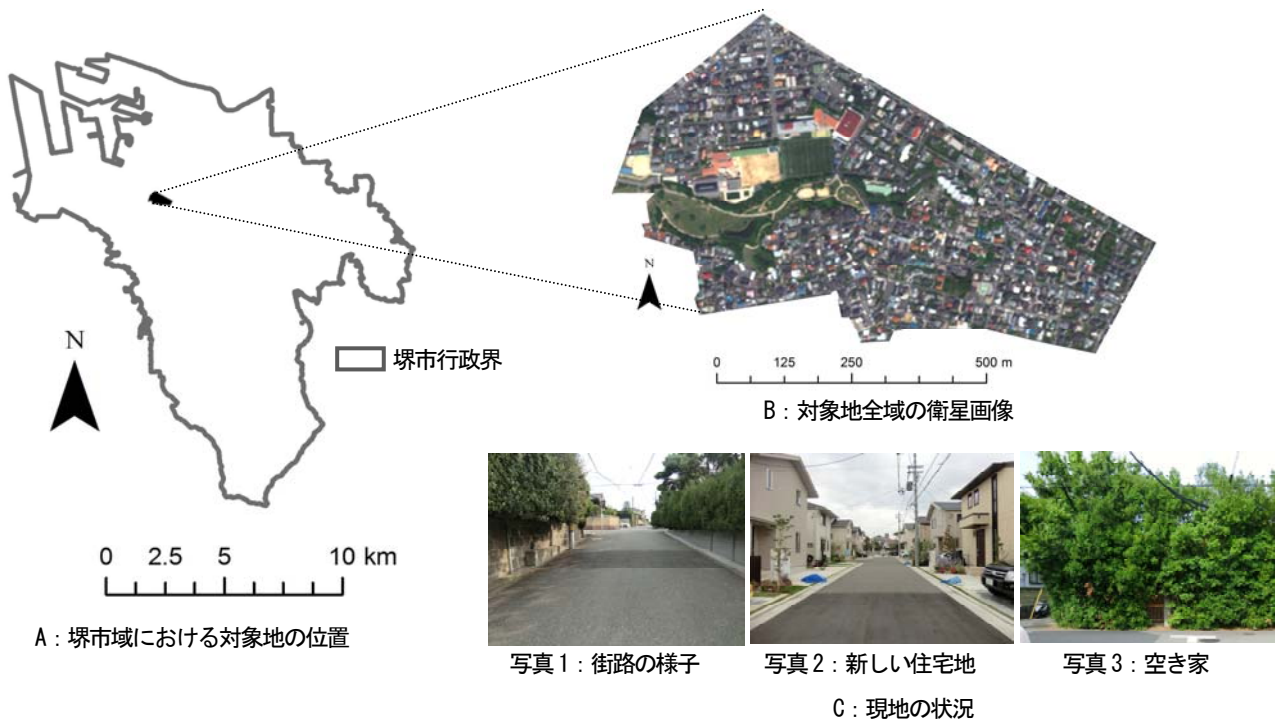 N
堺市行政界
0 2.5 5 10 km
A:堺市域における対象地の位置
N
0 125 250 500 m
B:対象地全域の衛星画像
写真1:街路の様子
写真2:新しい住宅地
写真3:空き家
C:現地の状況